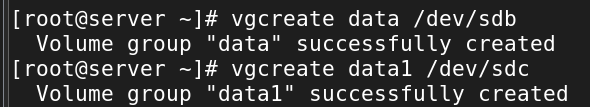 [root@server ~]# vgcreate data /dev/sdb
  Volume group "data" successfully created
[root@server ~]# vgcreate data1 /dev/sdc
  Volume group "data1" successfully created